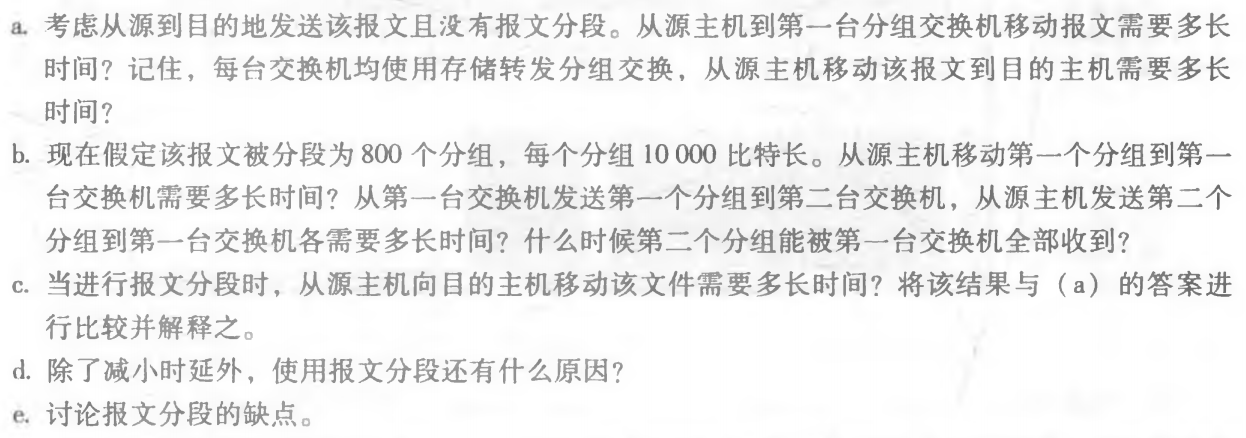 a. 考虑从源到目的地发送该报文且没有报文分段。从源主机到第一台分组交换机移动报文需要多长
时间？记住，每台交换机均使用存储转发分组交换，从源主机移动该报文到目的主机需要多长
时间？
b. 现在假定该报文被分段为 800 个分组，每个分组 10 000 比特长。从源主机移动第一个分组到第一
台交换机需要多长时间？从第一台交换机发送第一个分组到第二台交换机，从源主机发送第二个
分组到第一台交换机各需要多长时间？什么时候第二个分组能被第一台交换机全部收到？
c. 当进行报文分段时，从源主机向目的主机移动该文件需要多长时间？将该结果与（a）的答案进
行比较并解释之。
d. 除了减小时延外，使用报文分段还有什么原因？
e. 讨论报文分段的缺点。